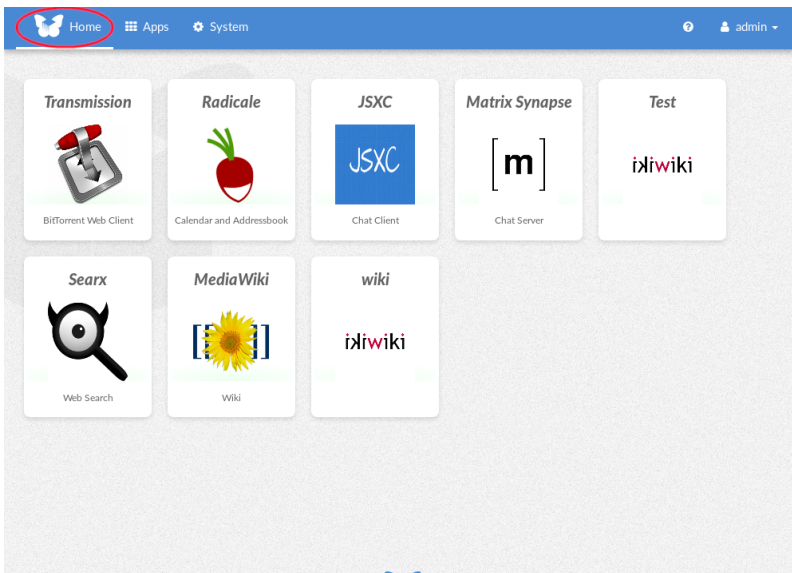 Home Apps System ? admin
Transmission Radicale JSXC Matrix Synapse Test
JSXC [m] ikiwiki
BitTorrent Web Client Calendar and Addressbook Chat Client Chat Server
Searx MediaWiki wiki
[[ ]] ikiwiki
Web Search Wiki